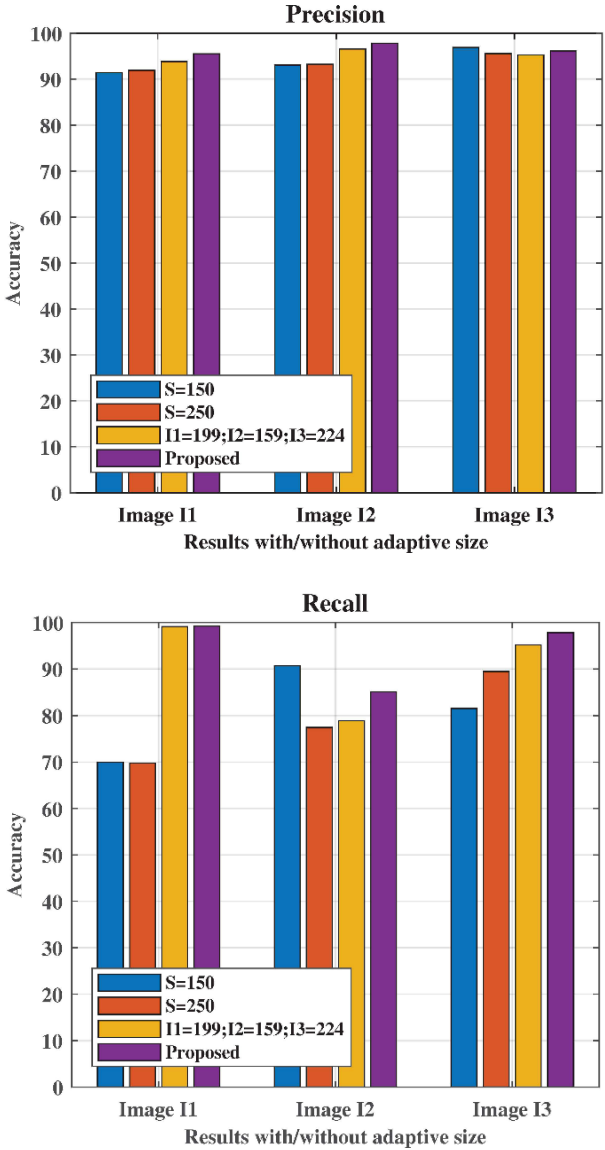 Precision
100
90
80
70
60
50
40
30
20
10
0
Accuracy
S=150
S=250
I1=199;I2=159;I3=224
Proposed
Image I1 Image I2 Image I3
Results with/without adaptive size
Recall
100
90
80
70
60
50
40
30
20
10
0
Accuracy
S=150
S=250
I1=199;I2=159;I3=224
Proposed
Image I1 Image I2 Image I3
Results with/without adaptive size